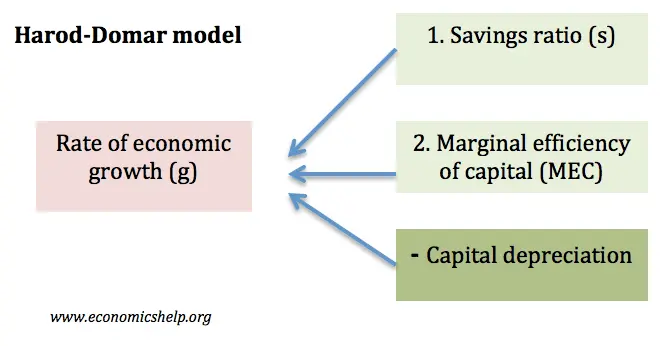 Harod-Domar model
1. Savings ratio (s)
Rate of economic
growth (g)
2. Marginal efficiency
of capital (MEC)
- Capital depreciation
www.economicshelp.org